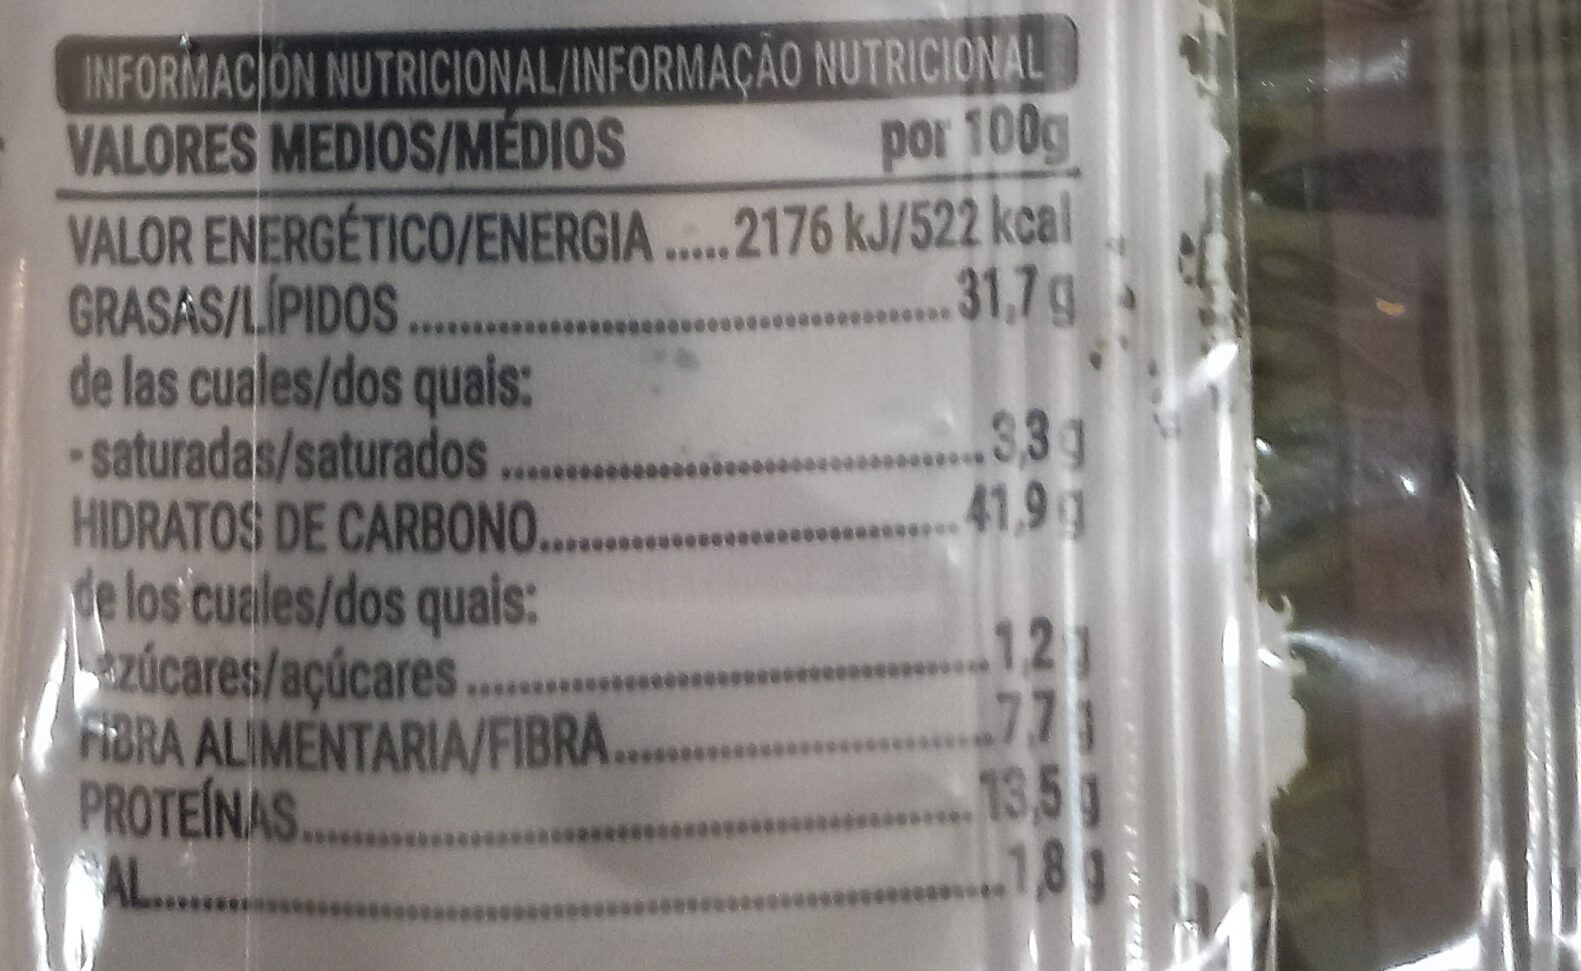 INFORMACIÓN NUTRICIONAL/INFORMAÇÃO NUTRICIONAL
VALORES MEDIOS/MÉDIOS por 100g
VALOR ENERGÉTICO/ENERGIA .....2176 kJ/522 kcal
GRASAS/LÍPIDOS ..........31,7 g
de las cuales/dos quais:
- saturadas/saturados ..........3,3 g
HIDRATOS DE CARBONO..........41,9 g
de los cuales/dos quais:
- azúcares/açúcares ..........1,2 g
FIBRA ALIMENTARIA/FIBRA..........7,7 g
PROTEÍNAS..........13,5 g
SAL..........1,8 g